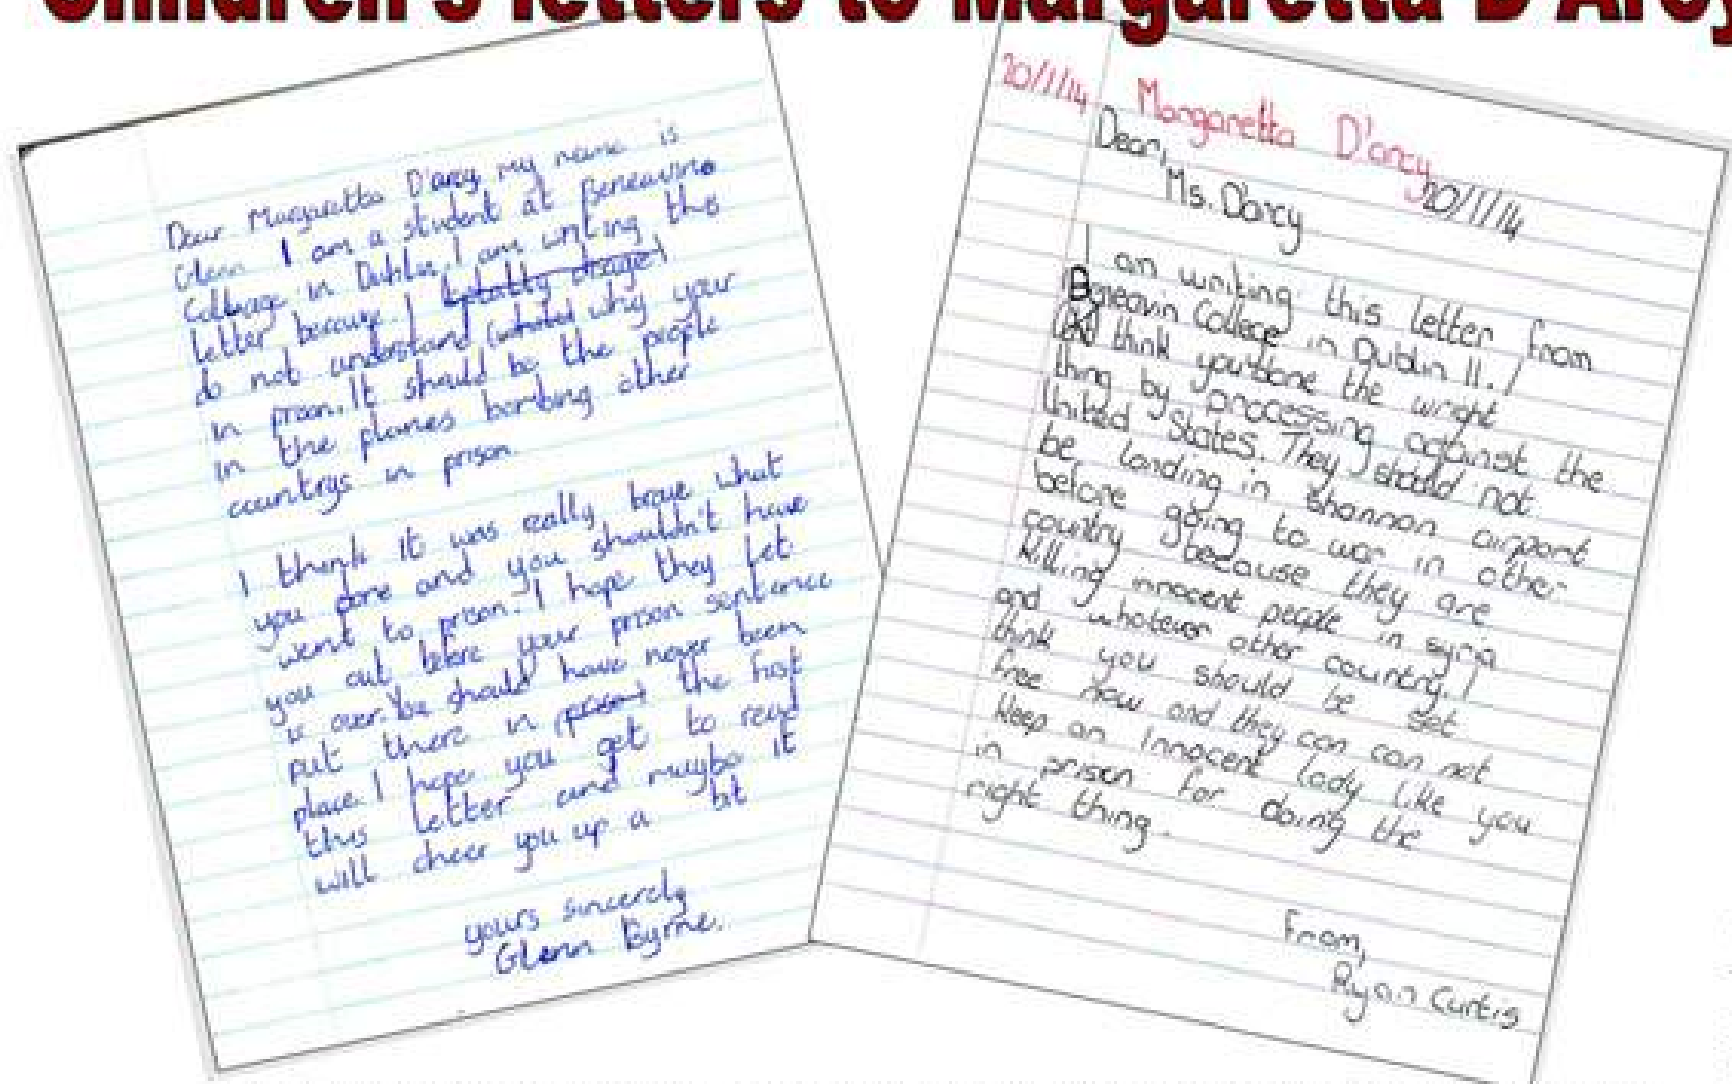 Children's letters to Margaretta D'Arcy
Dear Margaretta D'arcy my name is
Glenn I am a student at Beneavino
Collage in Dublin, I am writing this
letter because I totally disagree I
do not understand why your
in prison. It should be the people
in the planes bombing other
countrys in prison.
I think it was really brave what
you done and you shouldn't have
went to prison. I hope they let
you out before your prison sentence
is over. You should have never been
put there in the first
place. I hope you get to read
this letter and maybe it
will cheer you up a bit
yours sincerely
Glenn Byrne.
20/1/14 Margaretta D'arcy
Dear, 20/1/14
Ms. D'arcy
I am writing this letter from
Beneavin College in Dublin 11. I
think you done the wright
thing by processing against the
United States. They should not
be landing in Shannon airport
before going to war in other
country because they are
killing innocent people in syria
and whatever other country. I
think you should be set
free now and they can can not
keep an innocent lady like you
in prison for doing the
right thing.
From,
Ryan Curtis